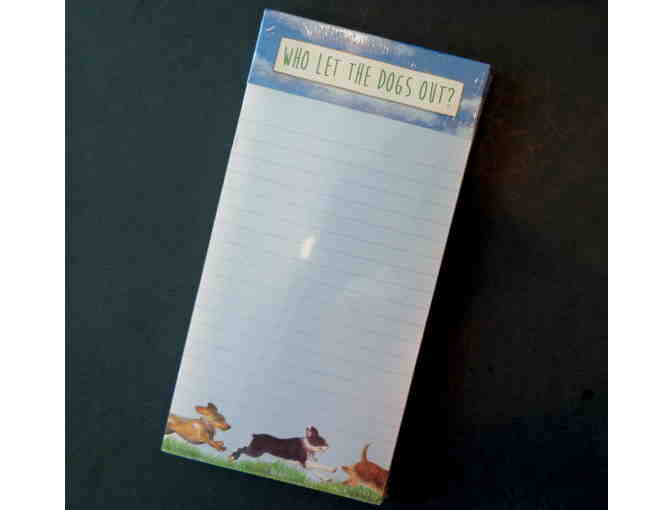 WHO LET THE DOGS OUT?